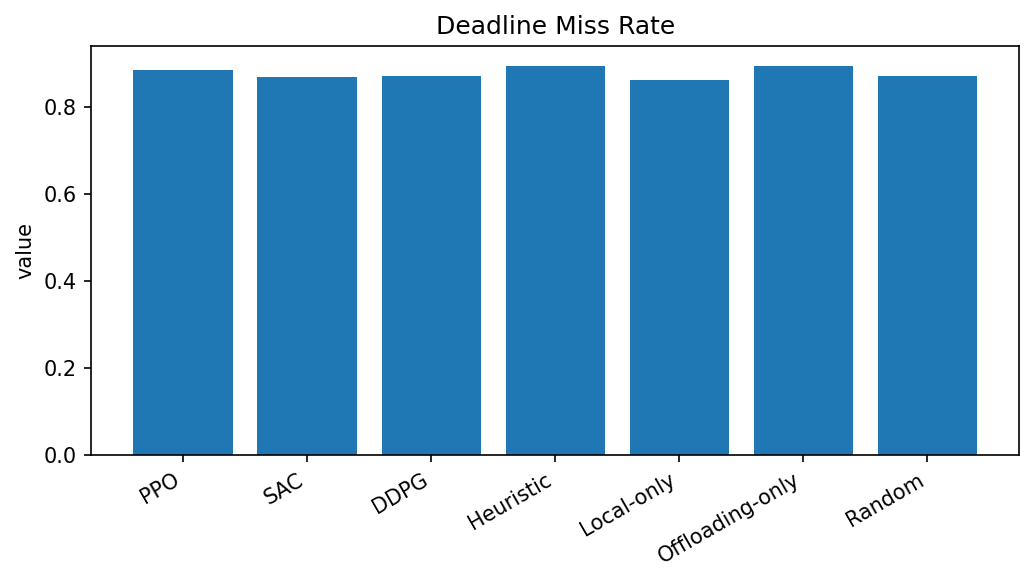 Deadline Miss Rate
value
0.8
0.6
0.4
0.2
0.0
PPO
SAC
DDPG
Heuristic
Local-only
Offloading-only
Random